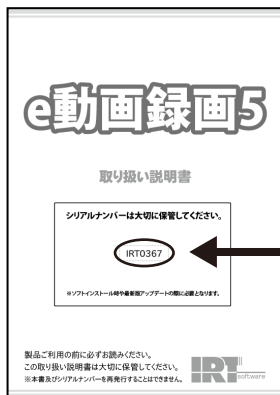 e動画録画5
取り扱い説明書
シリアルナンバーは大切に保管してください。
IRT0367
※ソフトインストール時や最新版アップデートの際に必要となります。
製品ご利用の前に必ずお読みください。
この取り扱い説明書は大切に保管してください。
※本書及びシリアルナンバーを再発行することはできません。
IRT software